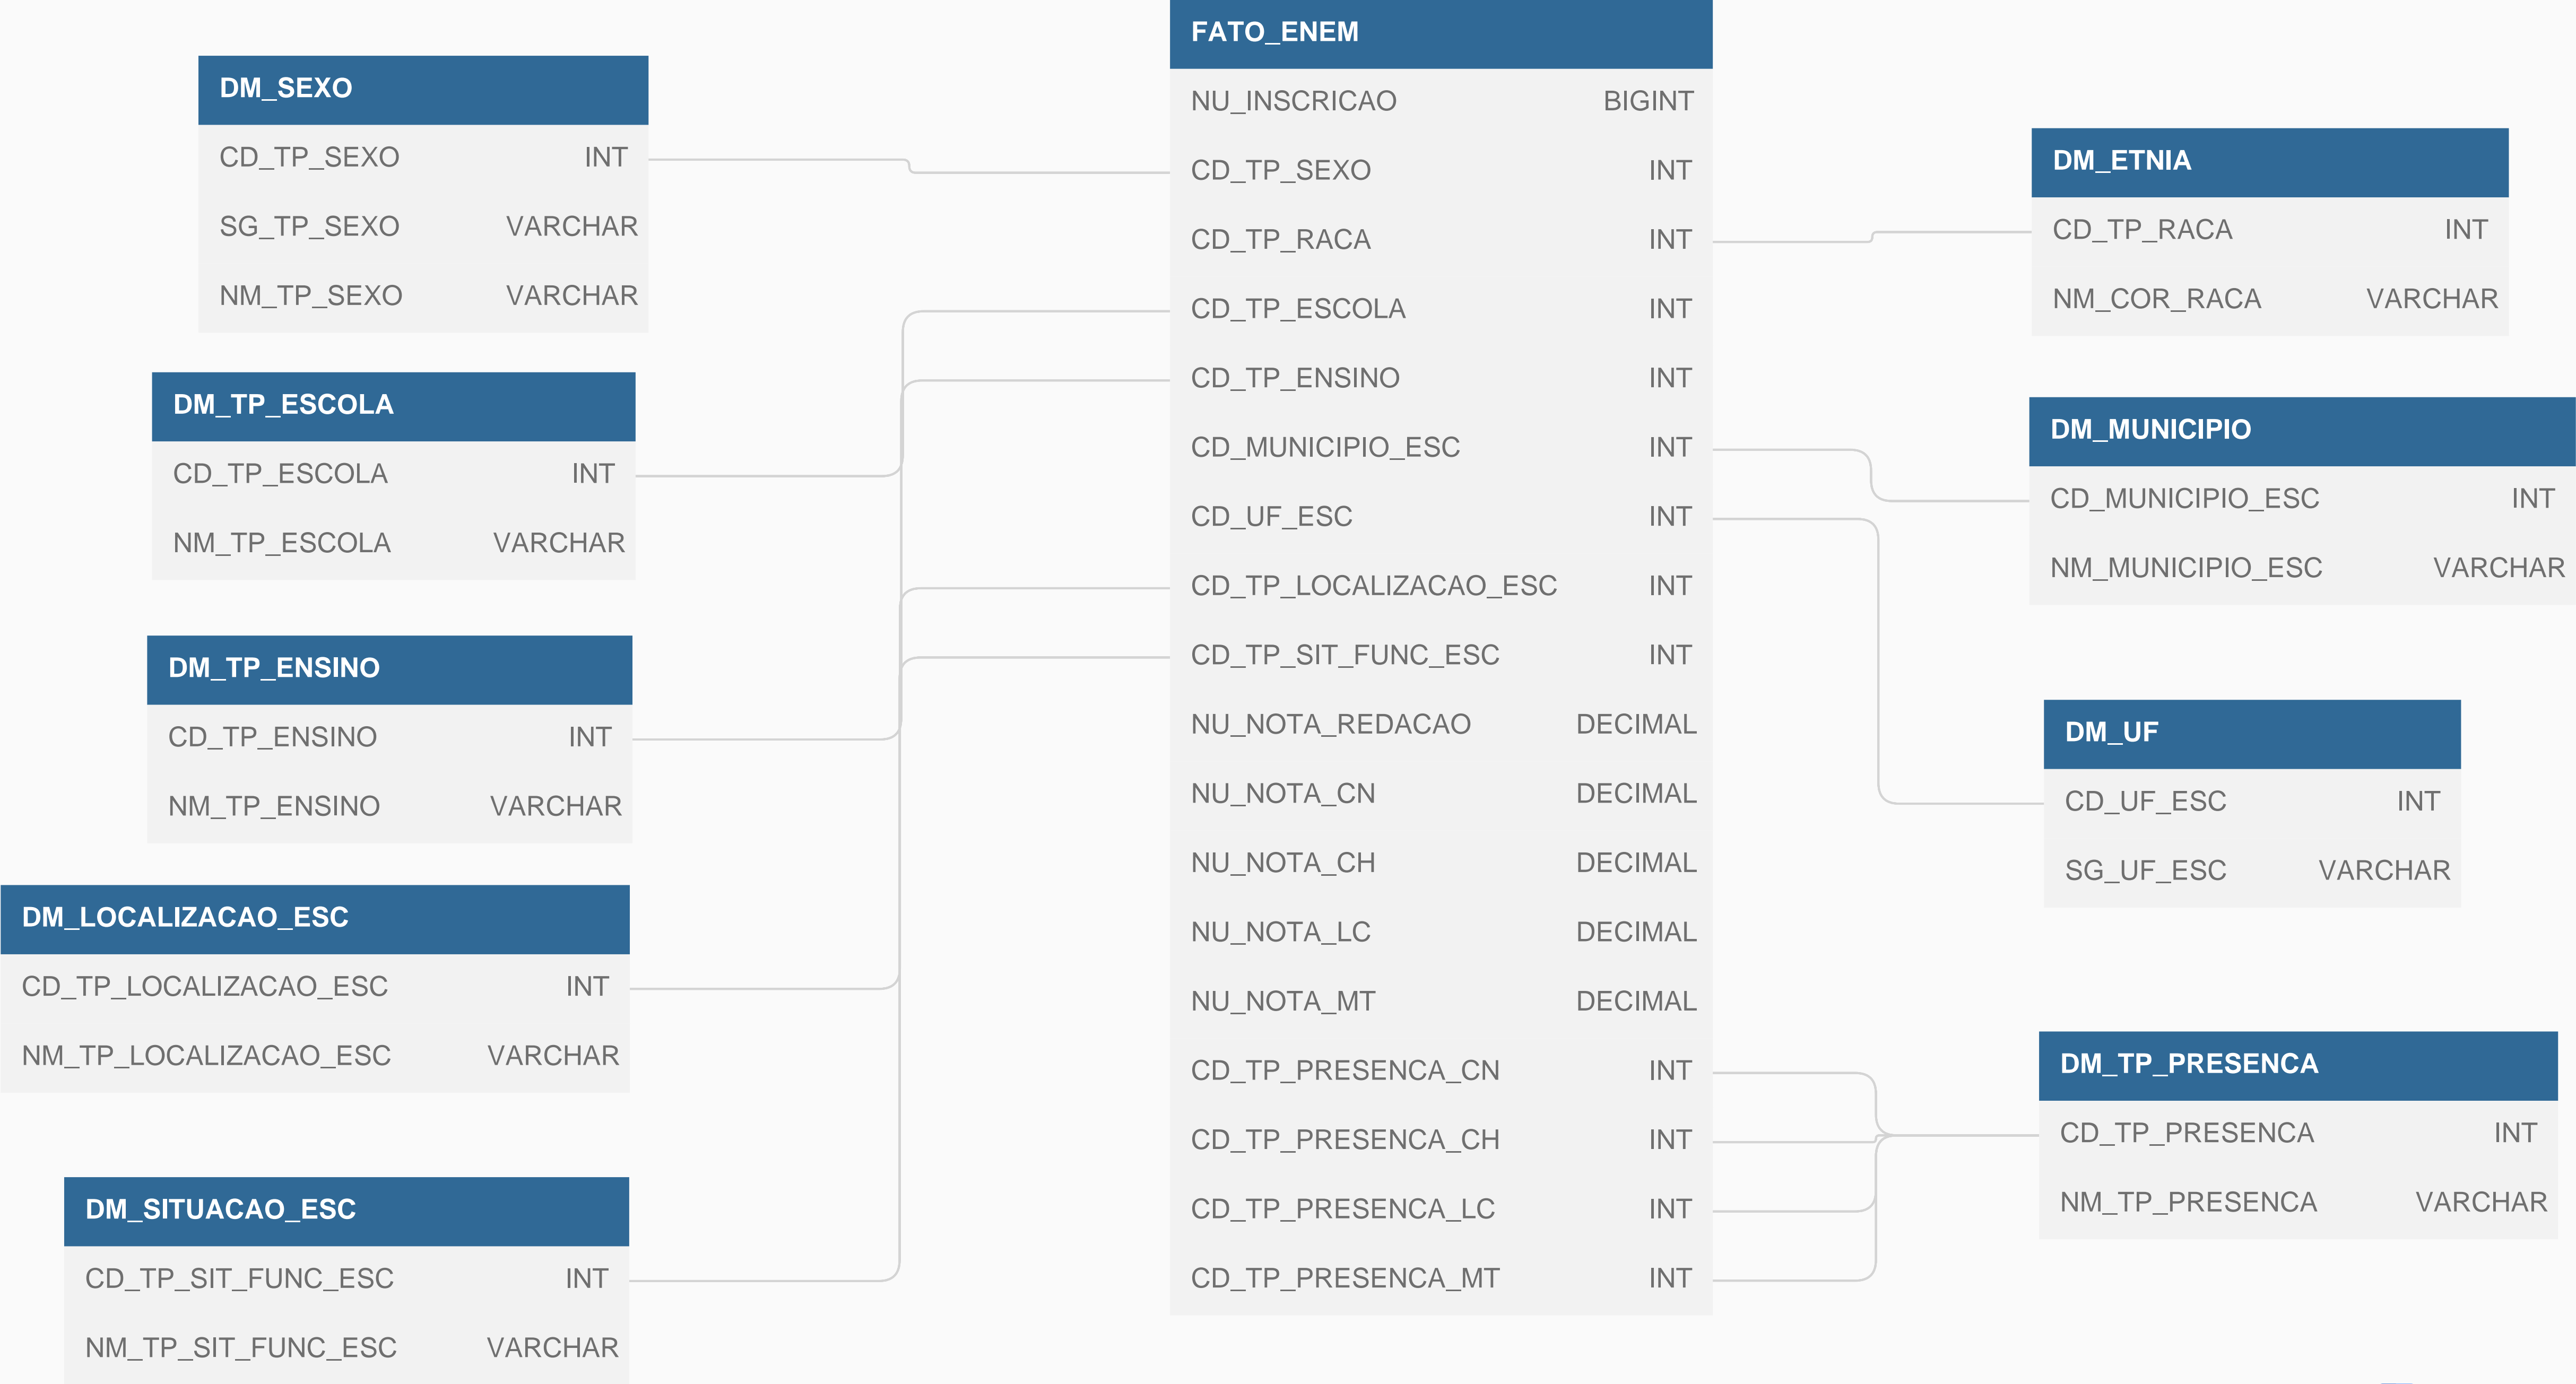 DM_SEXO
CD_TP_SEXO INT
SG_TP_SEXO VARCHAR
NM_TP_SEXO VARCHAR
DM_TP_ESCOLA
CD_TP_ESCOLA INT
NM_TP_ESCOLA VARCHAR
DM_TP_ENSINO
CD_TP_ENSINO INT
NM_TP_ENSINO VARCHAR
DM_LOCALIZACAO_ESC
CD_TP_LOCALIZACAO_ESC INT
NM_TP_LOCALIZACAO_ESC VARCHAR
DM_SITUACAO_ESC
CD_TP_SIT_FUNC_ESC INT
NM_TP_SIT_FUNC_ESC VARCHAR
FATO_ENEM
NU_INSCRICAO BIGINT
CD_TP_SEXO INT
CD_TP_RACA INT
CD_TP_ESCOLA INT
CD_TP_ENSINO INT
CD_MUNICIPIO_ESC INT
CD_UF_ESC INT
CD_TP_LOCALIZACAO_ESC INT
CD_TP_SIT_FUNC_ESC INT
NU_NOTA_REDACAO DECIMAL
NU_NOTA_CN DECIMAL
NU_NOTA_CH DECIMAL
NU_NOTA_LC DECIMAL
NU_NOTA_MT DECIMAL
CD_TP_PRESENCA_CN INT
CD_TP_PRESENCA_CH INT
CD_TP_PRESENCA_LC INT
CD_TP_PRESENCA_MT INT
DM_ETNIA
CD_TP_RACA INT
NM_COR_RACA VARCHAR
DM_MUNICIPIO
CD_MUNICIPIO_ESC INT
NM_MUNICIPIO_ESC VARCHAR
DM_UF
CD_UF_ESC INT
SG_UF_ESC VARCHAR
DM_TP_PRESENCA
CD_TP_PRESENCA INT
NM_TP_PRESENCA VARCHAR